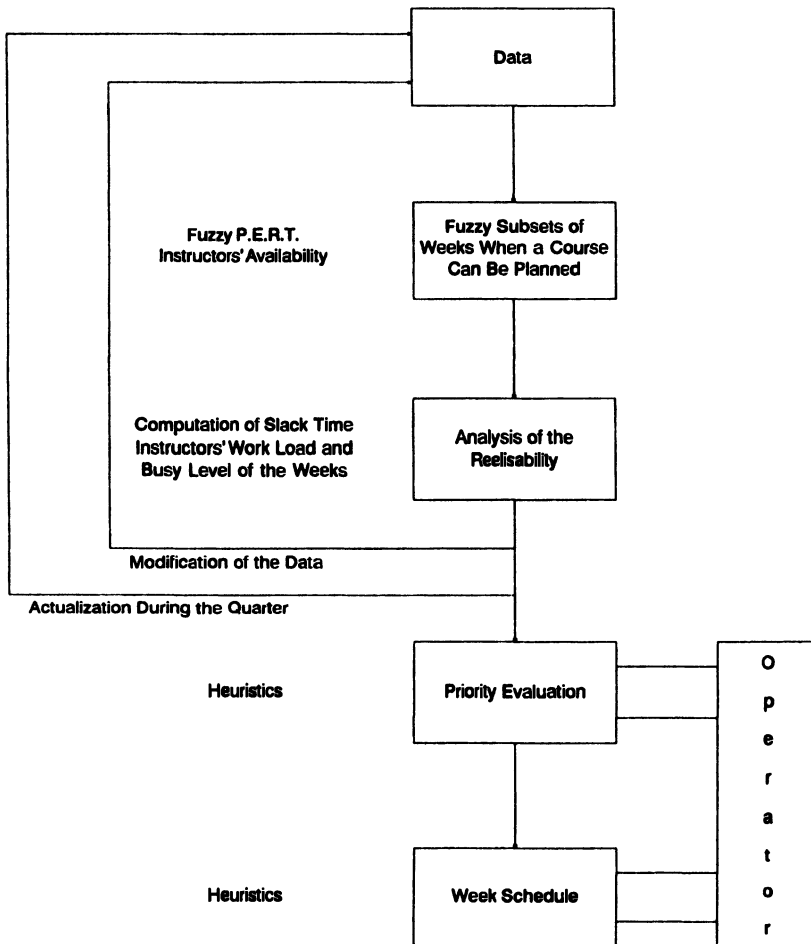 Data
Fuzzy P.E.R.T.
Instructors' Availability
Fuzzy Subsets of
Weeks When a Course
Can Be Planned
Computation of Slack Time
Instructors' Work Load and
Busy Level of the Weeks
Analysis of the
Reelisability
Modification of the Data
Actualization During the Quarter
Heuristics
Priority Evaluation
Operator
Heuristics
Week Schedule